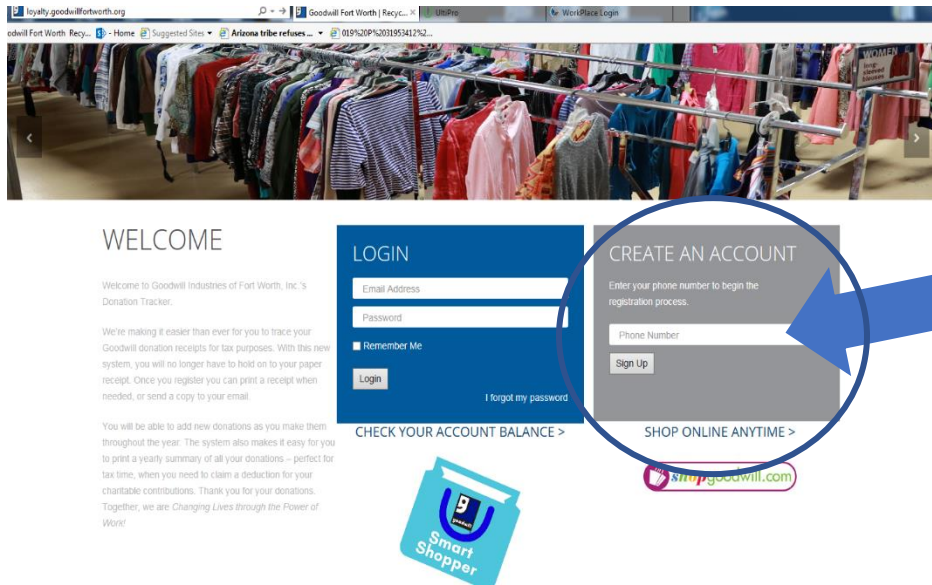 loyalty.goodwillfortworth.org
Goodwill Fort Worth | Recyc...
UltiPro
WorkPlace Login
odwill Fort Worth Recy...
- Home
Suggested Sites
Arizona tribe refuses ...
019%20P%2031953412%2...
WOMEN
long-
sleeved
blouses
WELCOME
Welcome to Goodwill Industries of Fort Worth, Inc.'s
Donation Tracker.
We're making it easier than ever for you to trace your
Goodwill donation receipts for tax purposes. With this new
system, you will no longer have to hold on to your paper
receipt. Once you register you can print a receipt when
needed, or send a copy to your email.
You will be able to add new donations as you make them
throughout the year. The system also makes it easy for you
to print a yearly summary of all your donations – perfect for
tax time, when you need to claim a deduction for your
charitable contributions. Thank you for your donations.
Together, we are Changing Lives through the Power of
Work!
LOGIN
Email Address
Password
Remember Me
Login
I forgot my password
CHECK YOUR ACCOUNT BALANCE >
goodwill
Smart
Shopper
CREATE AN ACCOUNT
Enter your phone number to begin the
registration process.
Phone Number
Sign Up
SHOP ONLINE ANYTIME >
shopgoodwill.com